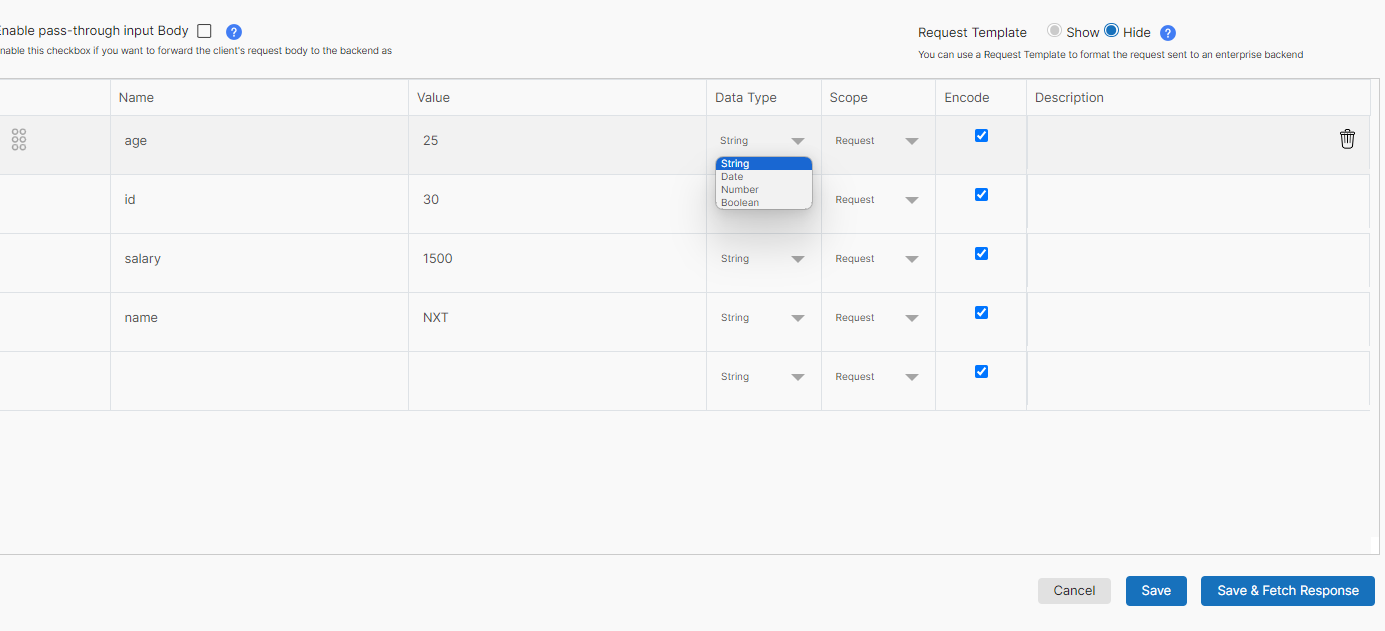 Enable pass-through input Body ?
nable this checkbox if you want to forward the client's request body to the backend as
Request Template Show Hide ?
You can use a Request Template to format the request sent to an enterprise backend
Name Value Data Type Scope Encode Description
age 25 String Request
String
Date
Number
Boolean
id 30 Request
salary 1500 String Request
name NXT String Request
String Request
Cancel Save Save & Fetch Response